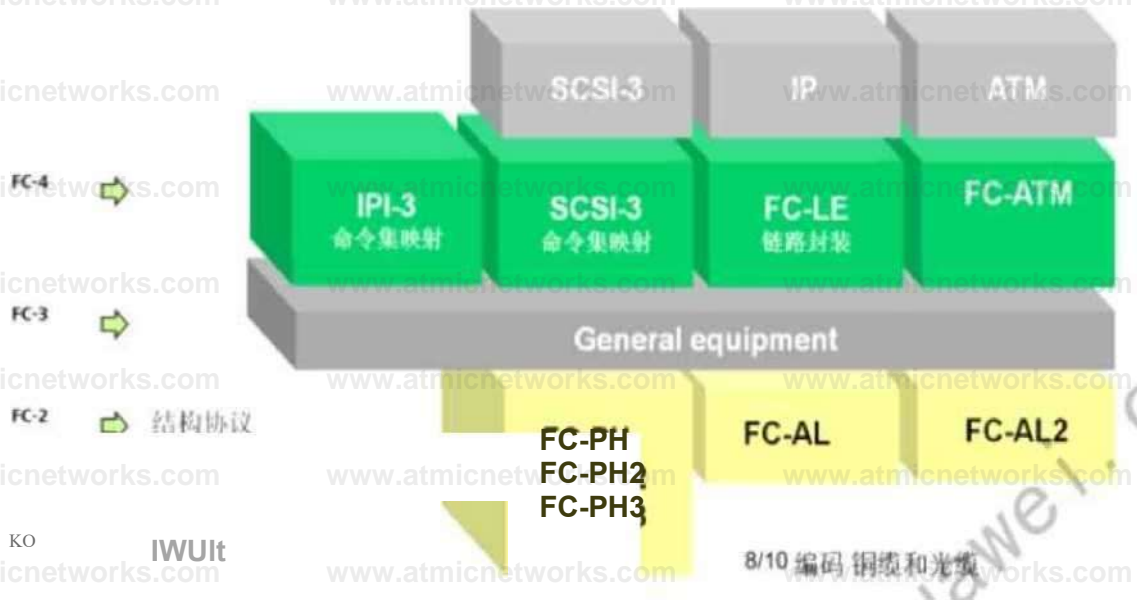 SCSI-3
IP
ATM
FC-4
IPI-3
命令集映射
SCSI-3
命令集映射
FC-LE
链路封装
FC-ATM
FC-3
General equipment
FC-2
结构协议
FC-PH
FC-PH2
FC-PH3
FC-AL
FC-AL2
KO
IWUIt
8/10 编码 铜缆和光缆
www.atmicnetworks.com